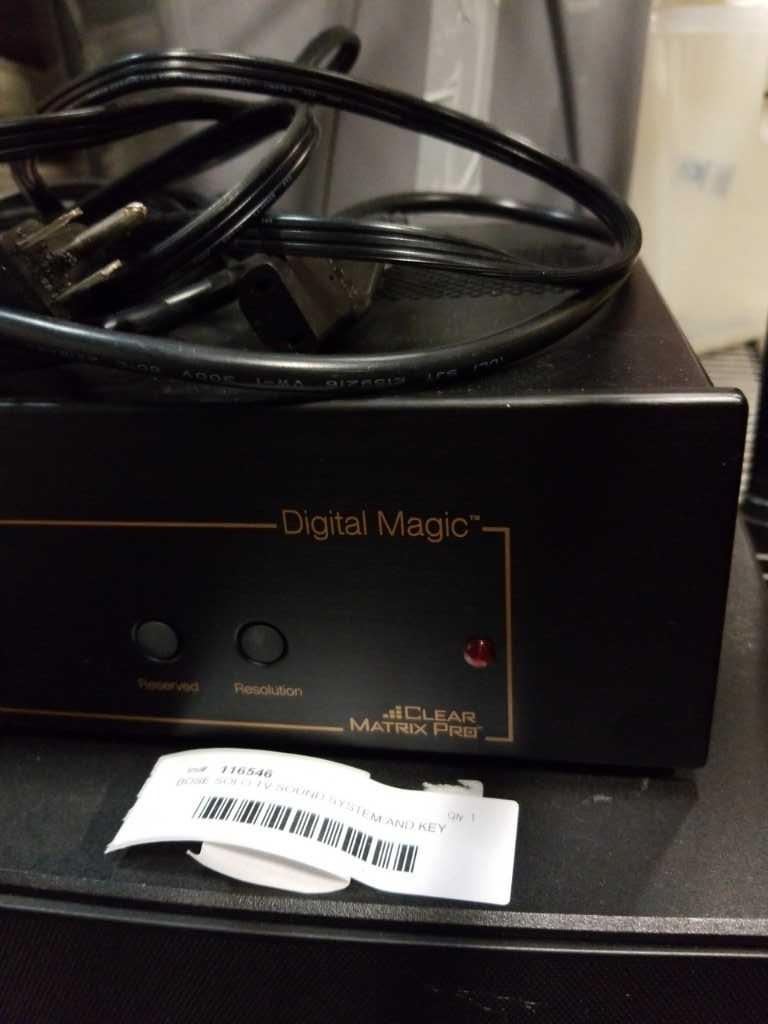 Digital Magic™
Reserved
Resolution
CLEAR
MATRIX PRO
116546
BOSE SOLO TV SOUND SYSTEM AND KEY
QN 1